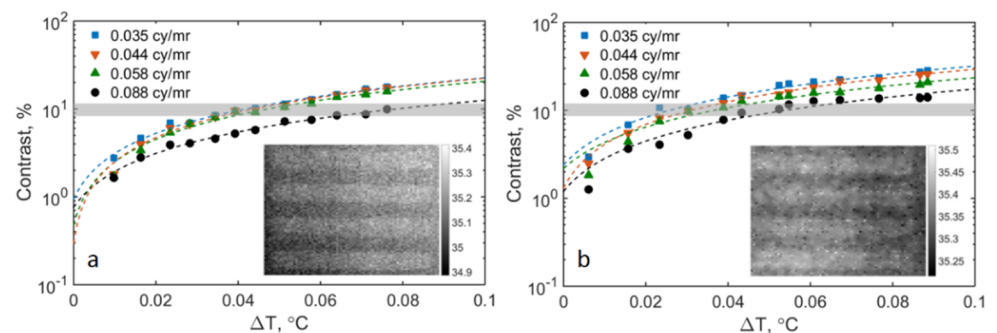 10²
10¹
10⁰
10⁻¹
Contrast, %
0.035 cy/mr
0.044 cy/mr
0.058 cy/mr
0.088 cy/mr
35.4
35.3
35.2
35.1
35
34.9
a
0
0.02
0.04
0.06
0.08
0.1
ΔT, °C
10²
10¹
10⁰
10⁻¹
Contrast, %
0.035 cy/mr
0.044 cy/mr
0.058 cy/mr
0.088 cy/mr
35.5
35.45
35.4
35.35
35.3
35.25
b
0
0.02
0.04
0.06
0.08
0.1
ΔT, °C